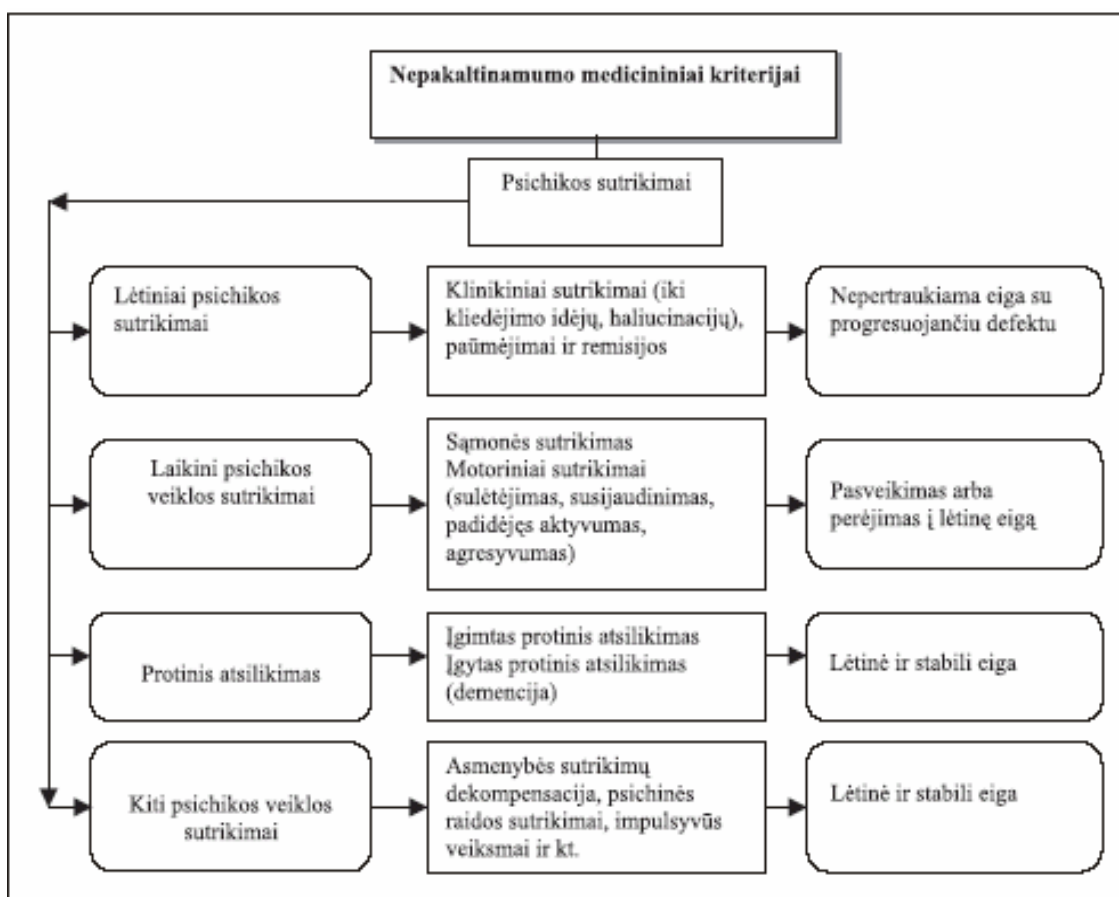 Nepakaltinamumo medicininiai kriterijai
Psichikos sutrikimai
Lėtiniai psichikos
sutrikimai
Klinikiniai sutrikimai (iki
kliedėjimo idėjų, haliucinacijų),
paūmėjimai ir remisijos
Nepertraukiama eiga su
progresuojančiu defektu
Laikini psichikos
veiklos sutrikimai
Sąmonės sutrikimas
Motoriniai sutrikimai
(sulėtėjimas, susijaudinimas,
padidėjęs aktyvumas,
agresyvumas)
Pasveikimas arba
perėjimas į lėtinę eigą
Protinis atsilikimas
Įgimtas protinis atsilikimas
Įgytas protinis atsilikimas
(demencija)
Lėtinė ir stabili eiga
Kiti psichikos veiklos
sutrikimai
Asmenybės sutrikimų
dekompensacija, psichinės
raidos sutrikimai, impulsyvūs
veiksmai ir kt.
Lėtinė ir stabili eiga